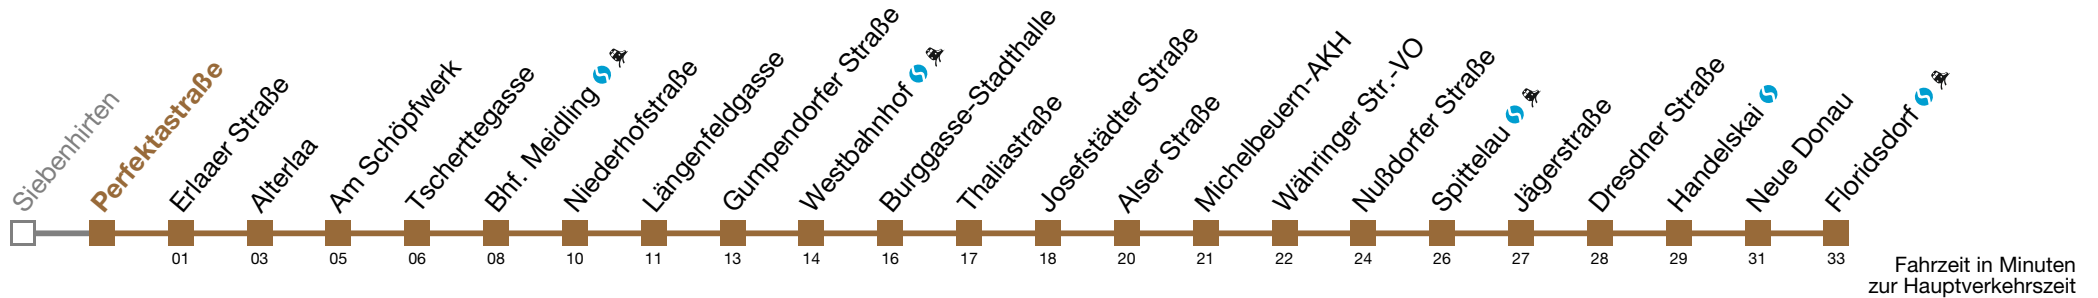 Siebenhirten
Perfektastraße
Erlaaer Straße
Alterlaa
Am Schöpfwerk
Tscherttegasse
Bhf. Meidling
Niederhofstraße
Längenfeldgasse
Gumpendorfer Straße
Westbahnhof
Burggasse-Stadthalle
Thaliastraße
Josefstädter Straße
Alser Straße
Michelbeuern-AKH
Währinger Str.-VO
Nußdorfer Straße
Spittelau
Jägerstraße
Dresdner Straße
Handelskai
Neue Donau
Floridsdorf
01 03 05 06 08 10 11 13 14 16 17 18 20 21 22 24 26 27 28 29 31 33
Fahrzeit in Minuten
zur Hauptverkehrszeit